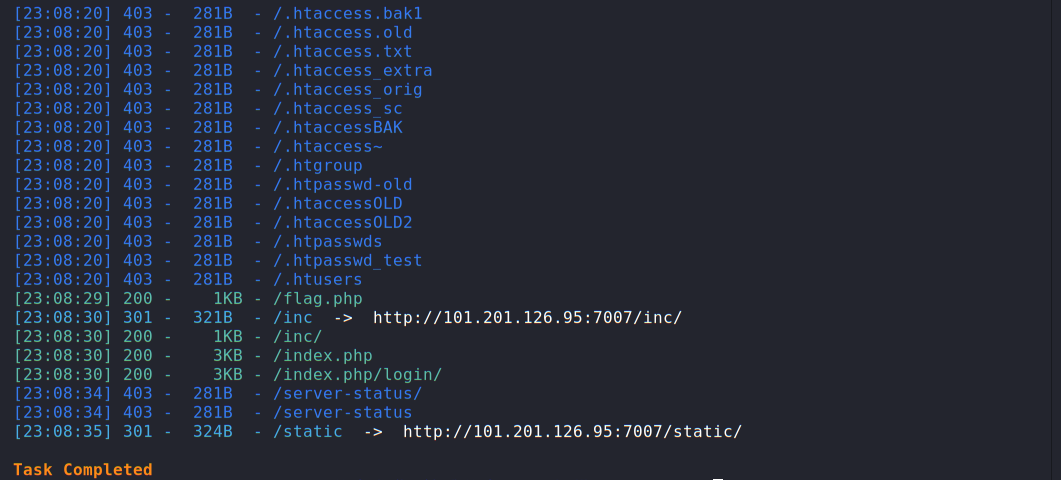 [23:08:20] 403 -  281B  - /.htaccess.bak1
[23:08:20] 403 -  281B  - /.htaccess.old
[23:08:20] 403 -  281B  - /.htaccess.txt
[23:08:20] 403 -  281B  - /.htaccess_extra
[23:08:20] 403 -  281B  - /.htaccess_orig
[23:08:20] 403 -  281B  - /.htaccess_sc
[23:08:20] 403 -  281B  - /.htaccessBAK
[23:08:20] 403 -  281B  - /.htaccess~
[23:08:20] 403 -  281B  - /.htgroup
[23:08:20] 403 -  281B  - /.htpasswd-old
[23:08:20] 403 -  281B  - /.htaccessOLD
[23:08:20] 403 -  281B  - /.htaccessOLD2
[23:08:20] 403 -  281B  - /.htpasswds
[23:08:20] 403 -  281B  - /.htpasswd_test
[23:08:20] 403 -  281B  - /.htusers
[23:08:29] 200 -    1KB - /flag.php
[23:08:30] 301 -  321B  - /inc  ->  http://101.201.126.95:7007/inc/
[23:08:30] 200 -    1KB - /inc/
[23:08:30] 200 -    3KB - /index.php
[23:08:30] 200 -    3KB - /index.php/login/
[23:08:34] 403 -  281B  - /server-status/
[23:08:34] 403 -  281B  - /server-status
[23:08:35] 301 -  324B  - /static  ->  http://101.201.126.95:7007/static/
Task Completed